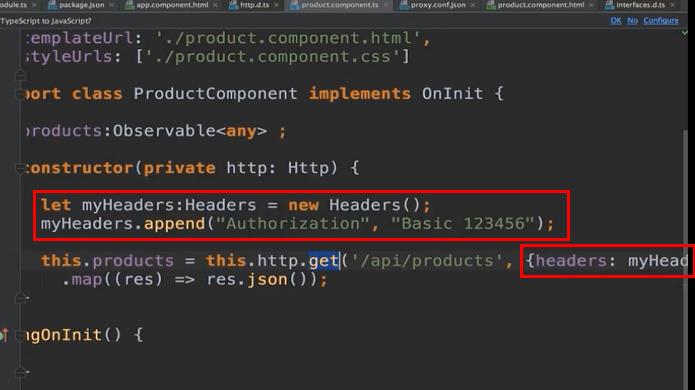 odule.ts package.json app.component.html http.d.ts product.component.ts proxy.conf.json product.component.html interfaces.d.ts
TypeScript to JavaScript? OK No Configure
templateUrl: './product.component.html',
styleUrls: ['./product.component.css']
port class ProductComponent implements OnInit {
products:Observable<any> ;
constructor(private http: Http) {
let myHeaders:Headers = new Headers();
myHeaders.append("Authorization", "Basic 123456");
this.products = this.http.get('/api/products', {headers: myHead
.map((res) => res.json());
ngOnInit() {